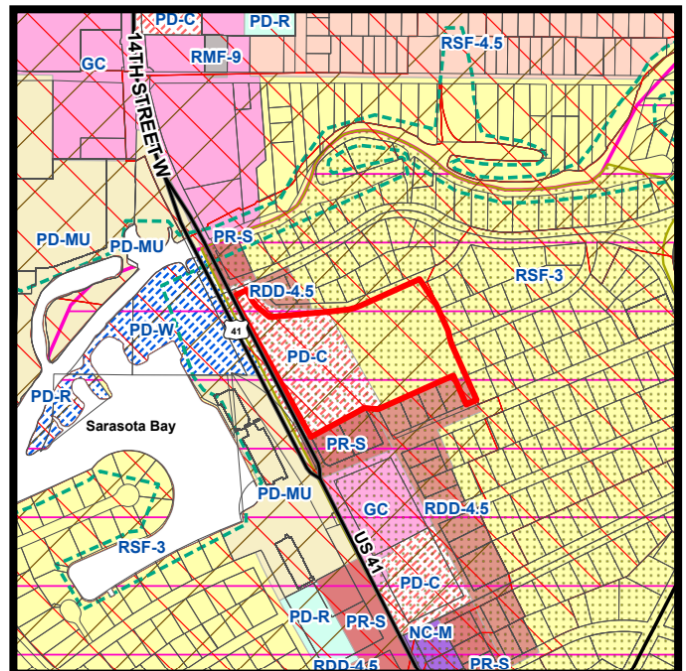 PD-C
PD-R
GC
RMF-9
RSF-4.5
14TH STREET W
PD-MU
PD-MU
PR-S
RDD-4.5
RSF-3
PD-W
41
PD-C
PD-R
Sarasota Bay
PR-S
PD-MU
GC
RDD-4.5
RSF-3
US 41
PD-C
PD-R
PR-S
NC-M
RDD-4.5
PR-S